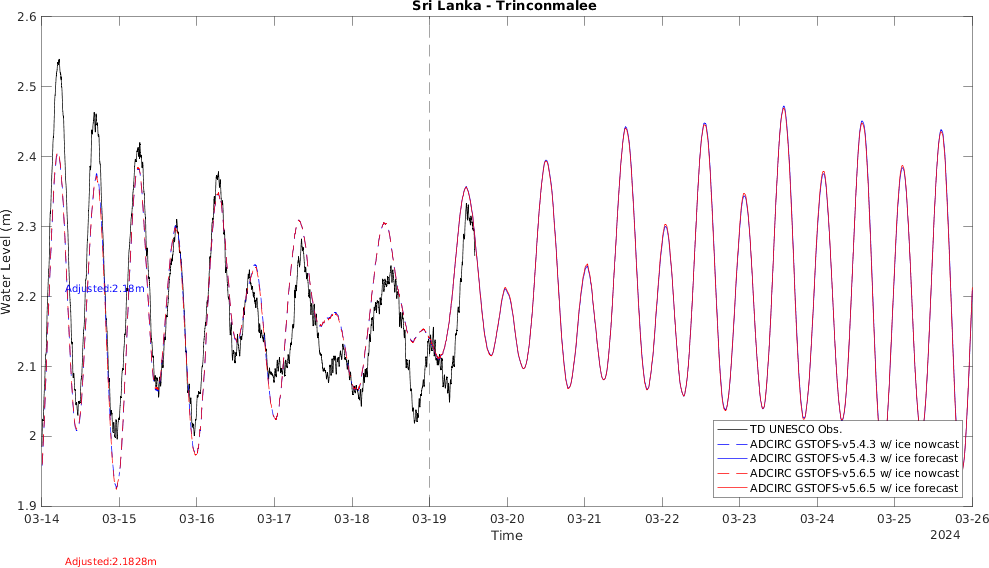 Sri Lanka - Trinconmalee
2.6
2.5
2.4
2.3
2.2
2.1
2
1.9
Water Level (m)
Adjusted:2.18m
TD UNESCO Obs.
ADCIRC GSTOFS-v5.4.3 w/ ice nowcast
ADCIRC GSTOFS-v5.4.3 w/ ice forecast
ADCIRC GSTOFS-v5.6.5 w/ ice nowcast
ADCIRC GSTOFS-v5.6.5 w/ ice forecast
03-14 03-15 03-16 03-17 03-18 03-19 03-20 03-21 03-22 03-23 03-24 03-25 03-26
Time
2024
Adjusted:2.1828m